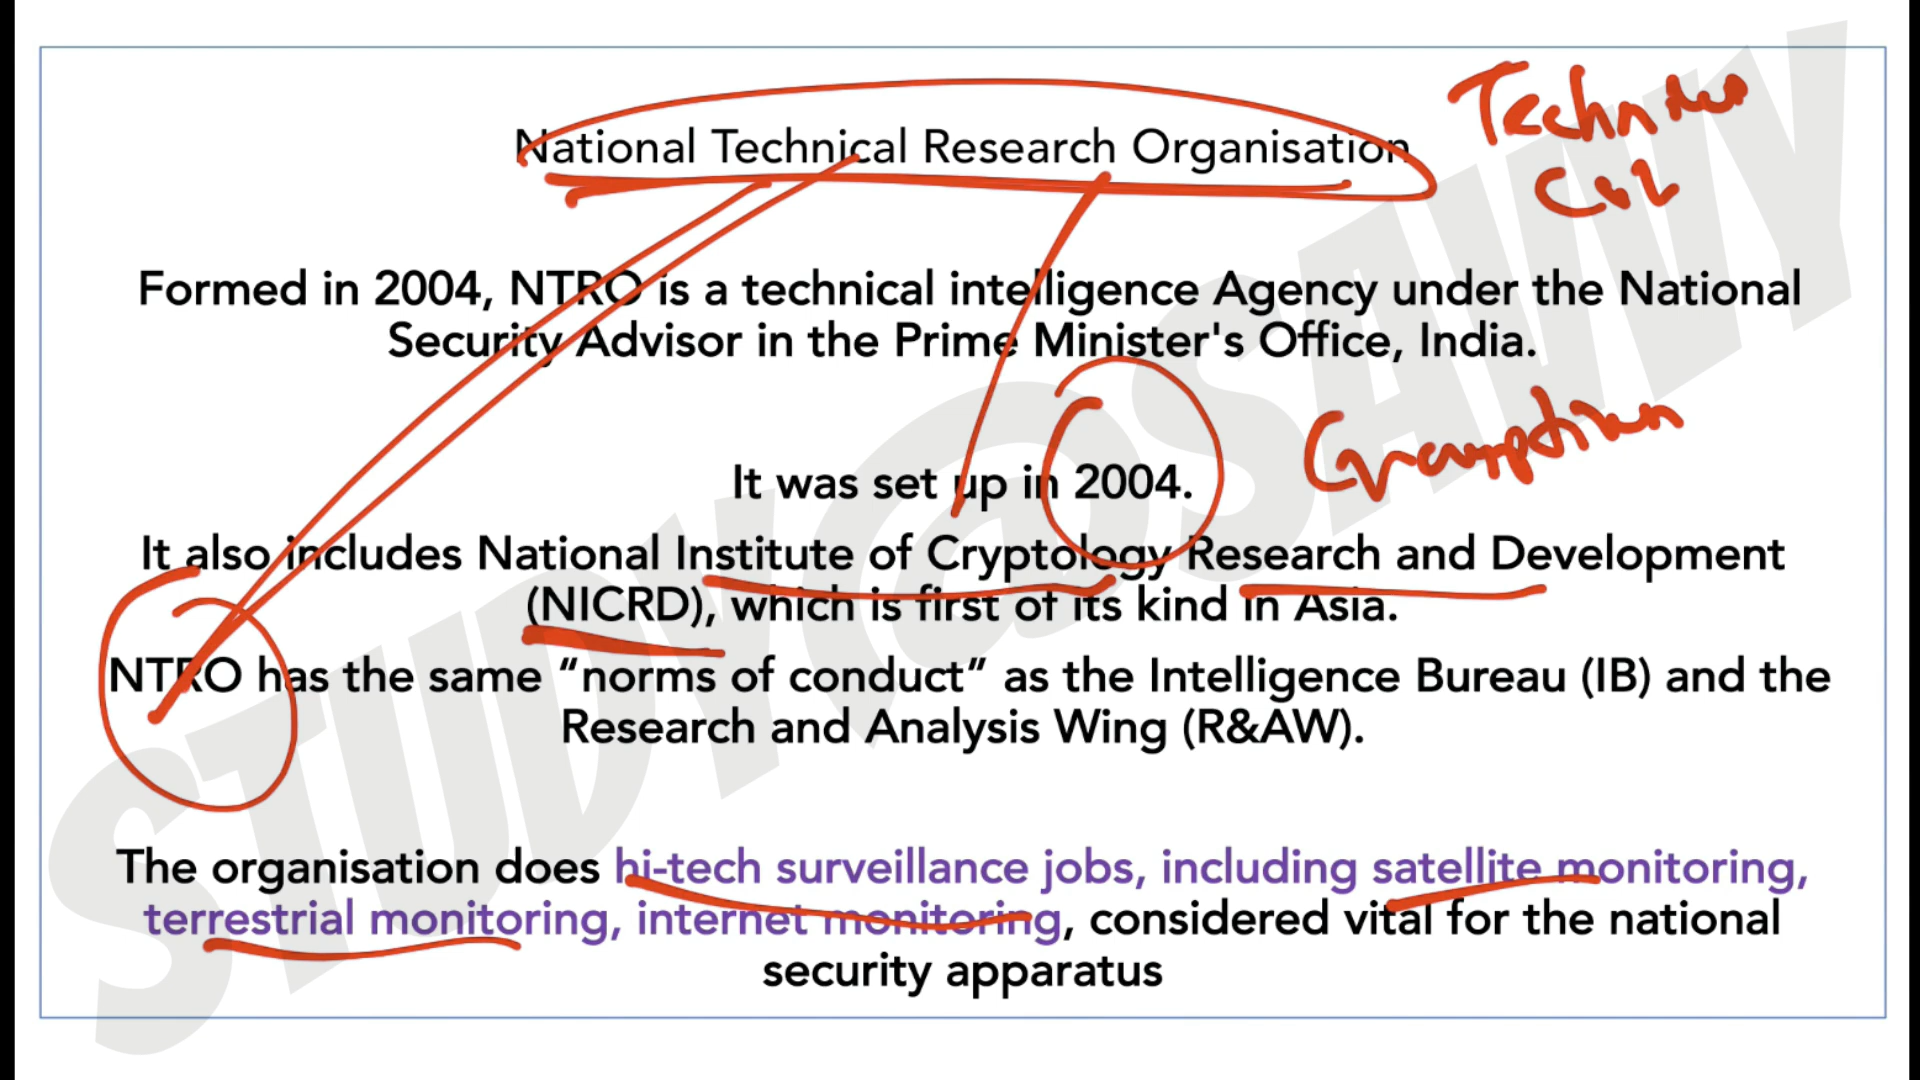 National Technical Research Organisation
Formed in 2004, NTRO is a technical intelligence Agency under the National
Security Advisor in the Prime Minister's Office, India.
It was set up in 2004.
It also includes National Institute of Cryptology Research and Development
(NICRD), which is first of its kind in Asia.
NTRO has the same “norms of conduct” as the Intelligence Bureau (IB) and the
Research and Analysis Wing (R&AW).
The organisation does hi-tech surveillance jobs, including satellite monitoring,
terrestrial monitoring, internet monitoring, considered vital for the national
security apparatus
STUDY@SAVVY